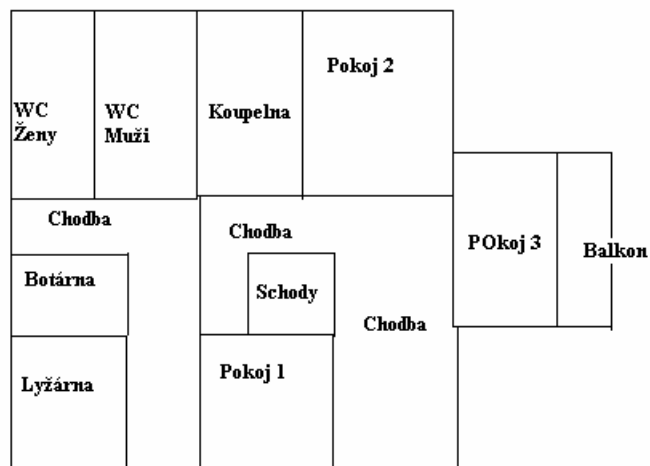 Pokoj 2
WC
Ženy
WC
Muži
Koupelna
Chodba
Chodba
POkoj 3
Balkon
Botárna
Schody
Chodba
Lyžárna
Pokoj 1